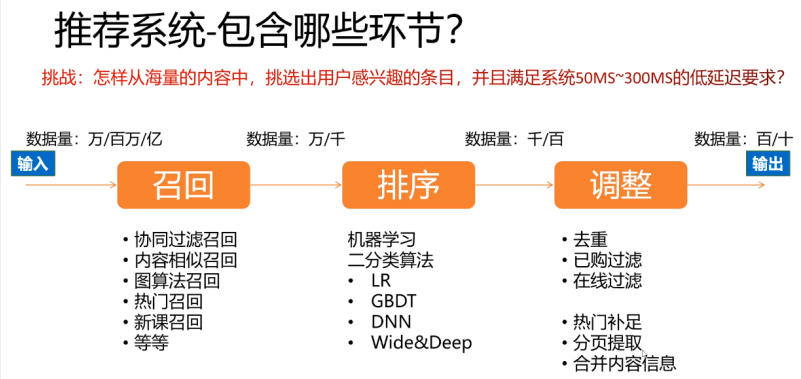 推荐系统-包含哪些环节？
挑战：怎样从海量的内容中，挑选出用户感兴趣的条目，并且满足系统50MS~300MS的低延迟要求？
数据量：万/百万/亿
数据量：万/千
数据量：千/百
数据量：百/十
输入
召回
排序
调整
输出
• 协同过滤召回
• 内容相似召回
• 图算法召回
• 热门召回
• 新课召回
• 等等
机器学习
二分类算法
• LR
• GBDT
• DNN
• Wide&Deep
• 去重
• 已购过滤
• 在线过滤
• 热门补足
• 分页提取
• 合并内容信息